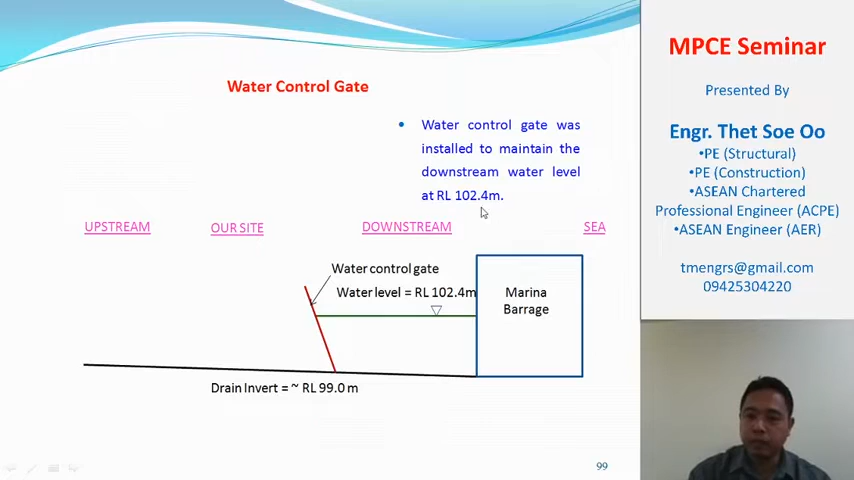 Water Control Gate
• Water control gate was
installed to maintain the
downstream water level
at RL 102.4m.
UPSTREAM
OUR SITE
DOWNSTREAM
SEA
Water control gate
Water level = RL 102.4m
Marina
Barrage
Drain Invert = ~ RL 99.0 m
99
MPCE Seminar
Presented By
Engr. Thet Soe Oo
•PE (Structural)
•PE (Construction)
•ASEAN Chartered
Professional Engineer (ACPE)
•ASEAN Engineer (AER)
tmengrs@gmail.com
09425304220